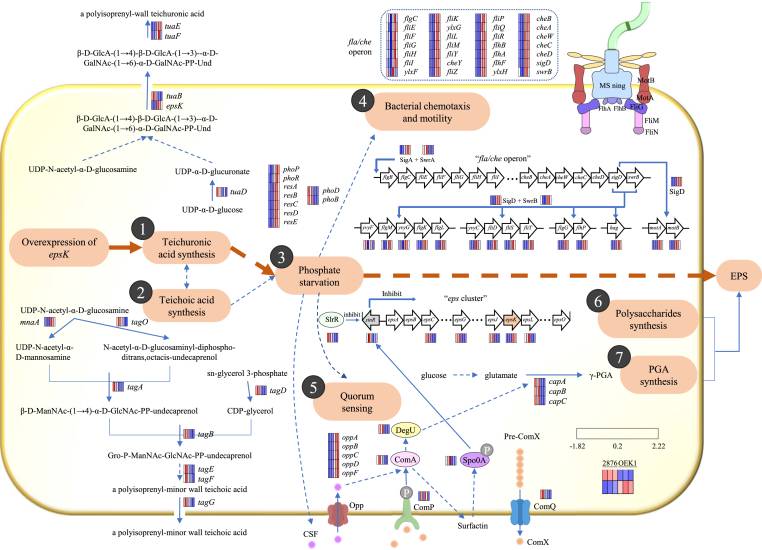 a polyisoprenyl-wall teichuronic acid
tuaE
tuaF
β-D-GlcA-(1→4)-β-D-GlcA-(1→3)--α-D-
GalNAc-(1→6)-α-D-GalNAc-PP-Und
tuaB
epsK
β-D-GlcA-(1→4)-β-D-GlcA-(1→3)--α-D-
GalNAc-(1→6)-α-D-GalNAc-PP-Und
UDP-N-acetyl-α-D-glucosamine
UDP-α-D-glucuronate
tuaD
UDP-α-D-glucose
phoP
phoR
resA
resB
resC
resD
resE
phoD
phoB
fla/che
operon
flgC
fliE
fliF
fliG
fliH
fliI
ylxF
fliK
ylxG
fliL
fliM
fliY
cheY
fliZ
fliP
fliQ
fliR
flhB
flhA
flhF
ylxH
cheB
cheA
cheW
cheC
cheD
sigD
swrB
MS ning
MotB
MotA
FliG
FlhA
FlhB
FliM
FliN
4
Bacterial chemotaxis
and motility
SigA + SwrA
“fla/che operon”
flgB
flgC
fliE
fliF
fliG
fliH
fliI
cheB
cheA
cheW
cheC
cheD
sigD
swrB
SigD + SwrB
SigD
yvyF
flgM
yvyG
flgK
flgL
yvyC
fliD
fliS
fliT
flgG
flhP
hag
motA
motB
Overexpression of
epsK
1
Teichuronic
acid synthesis
2
Teichoic acid
synthesis
3
Phosphate
starvation
EPS
UDP-N-acetyl-α-D-glucosamine
mnaA
tagO
UDP-N-acetyl-α-
D-mannosamine
N-acetyl-α-D-glucosaminyl-diphospho-
ditrans,octacis-undecaprenol
tagA
sn-glycerol 3-phosphate
tagD
β-D-ManNAc-(1→4)-α-D-GlcNAc-PP-undecaprenol
CDP-glycerol
tagB
Gro-P-ManNAc-GlcNAc-PP-undecaprenol
tagE
tagF
a polyisoprenyl-minor wall teichoic acid
tagG
a polyisoprenyl-minor wall teichoic acid
Inhibit
“eps cluster”
SlrR
inhibit
sinR
epsA
epsB
epsC
epsG
epsJ
epsK
epsL
epsO
6
Polysaccharides
synthesis
7
PGA
synthesis
glucose
glutamate
γ-PGA
capA
capB
capC
5
Quorum
sensing
DegU
ComA
P
Spo0A
oppA
oppB
oppC
oppD
oppF
Opp
CSF
P
ComP
Surfactin
Pre-ComX
ComQ
ComX
-1.82
0.2
2.22
2876-OEK1